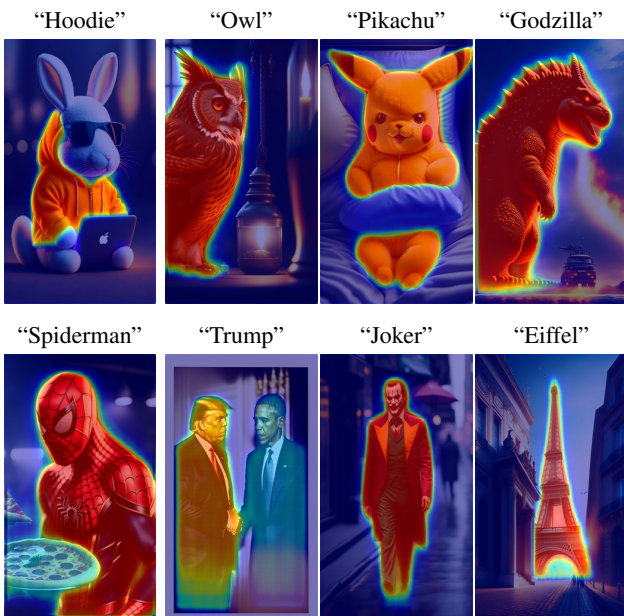 “Hoodie” “Owl” “Pikachu” “Godzilla”
“Spiderman” “Trump” “Joker” “Eiffel”